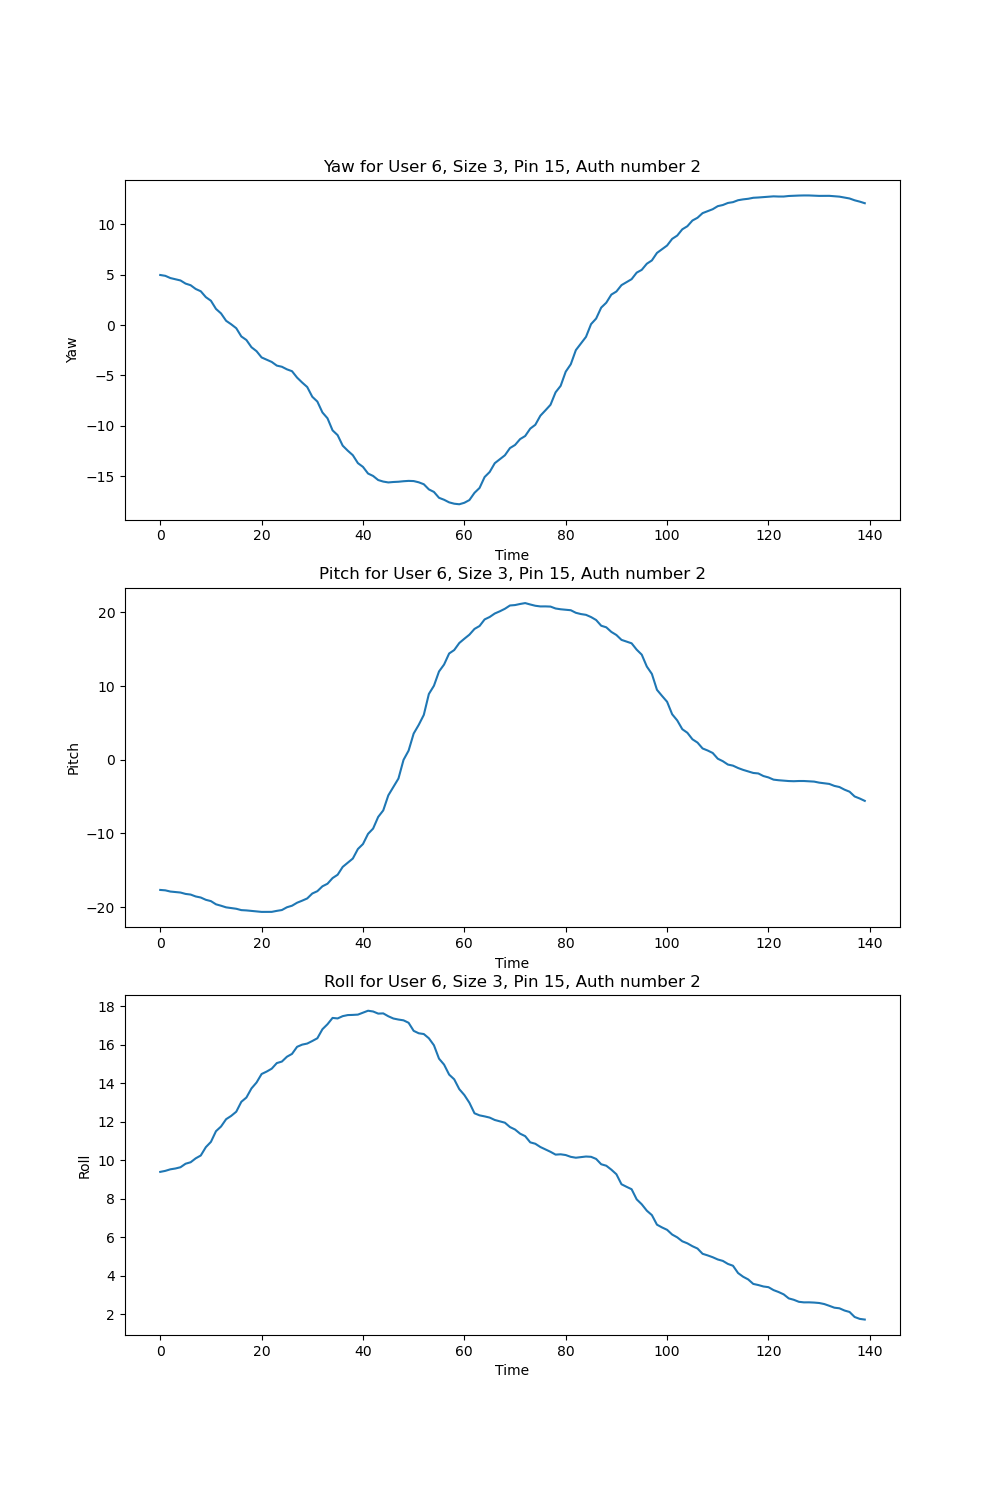 Yaw for User 6, Size 3, Pin 15, Auth number 2
10
5
0
−5
−10
−15
Yaw
0 20 40 60 80 100 120 140
Time
Pitch for User 6, Size 3, Pin 15, Auth number 2
20
10
0
−10
−20
Pitch
0 20 40 60 80 100 120 140
Time
Roll for User 6, Size 3, Pin 15, Auth number 2
18
16
14
12
10
8
6
4
2
Roll
0 20 40 60 80 100 120 140
Time